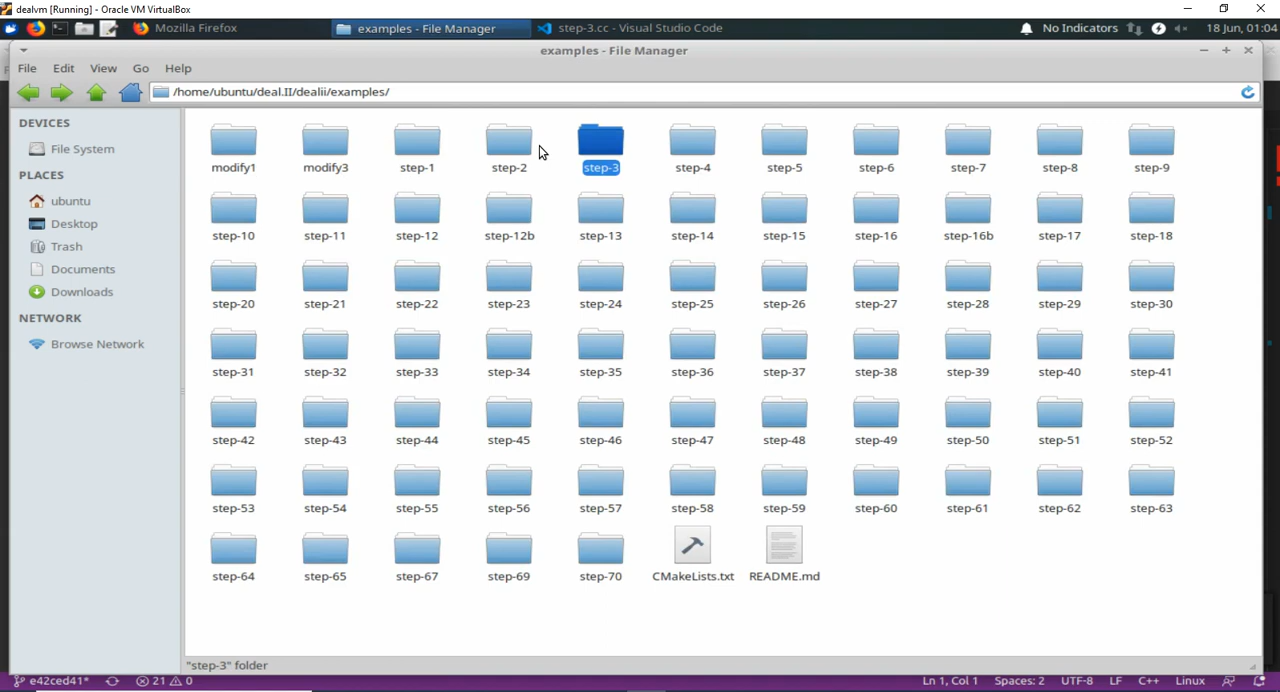 dealvm [Running] - Oracle VM VirtualBox
Mozilla Firefox examples - File Manager step-3.cc - Visual Studio Code No Indicators 18 Jun, 01:04
examples - File Manager
File Edit View Go Help
/home/ubuntu/deal.II/dealii/examples/
DEVICES
File System
PLACES
ubuntu
Desktop
Trash
Documents
Downloads
NETWORK
Browse Network
modify1 modify3 step-1 step-2 step-3 step-4 step-5 step-6 step-7 step-8 step-9
step-10 step-11 step-12 step-12b step-13 step-14 step-15 step-16 step-16b step-17 step-18
step-20 step-21 step-22 step-23 step-24 step-25 step-26 step-27 step-28 step-29 step-30
step-31 step-32 step-33 step-34 step-35 step-36 step-37 step-38 step-39 step-40 step-41
step-42 step-43 step-44 step-45 step-46 step-47 step-48 step-49 step-50 step-51 step-52
step-53 step-54 step-55 step-56 step-57 step-58 step-59 step-60 step-61 step-62 step-63
step-64 step-65 step-67 step-69 step-70 CMakeLists.txt README.md
"step-3" folder
e42ced41* 21 0 Ln 1, Col 1 Spaces: 2 UTF-8 LF C++ Linux